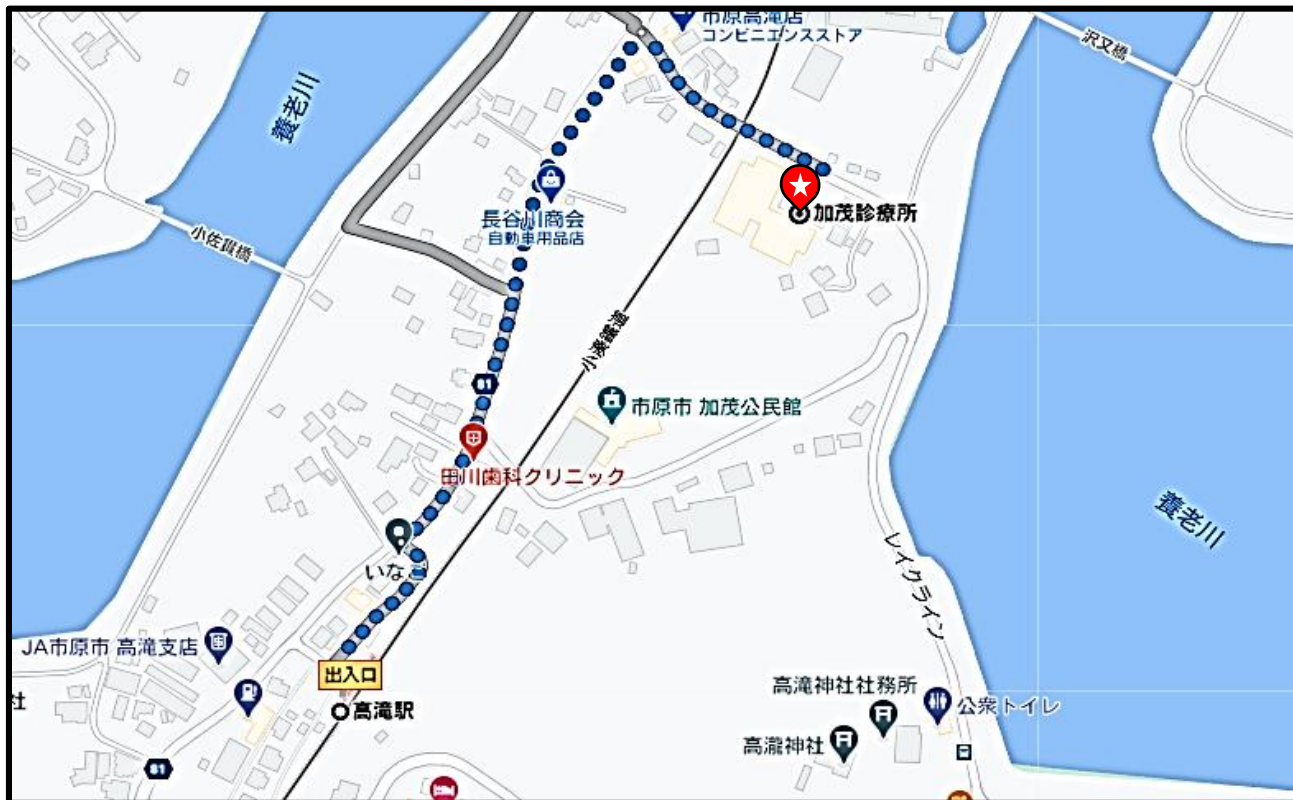 市原高滝店
コンビニエンスストア
沢又橋
養老川
長谷川商会
自動車用品店
加茂診療所
小佐貫橋
小湊鐵道
81
市原市 加茂公民館
田川歯科クリニック
養老川
いなご
レイクライン
JA市原市 高滝支店
出入口
高滝駅
社
高滝神社社務所
公衆トイレ
高瀧神社
81